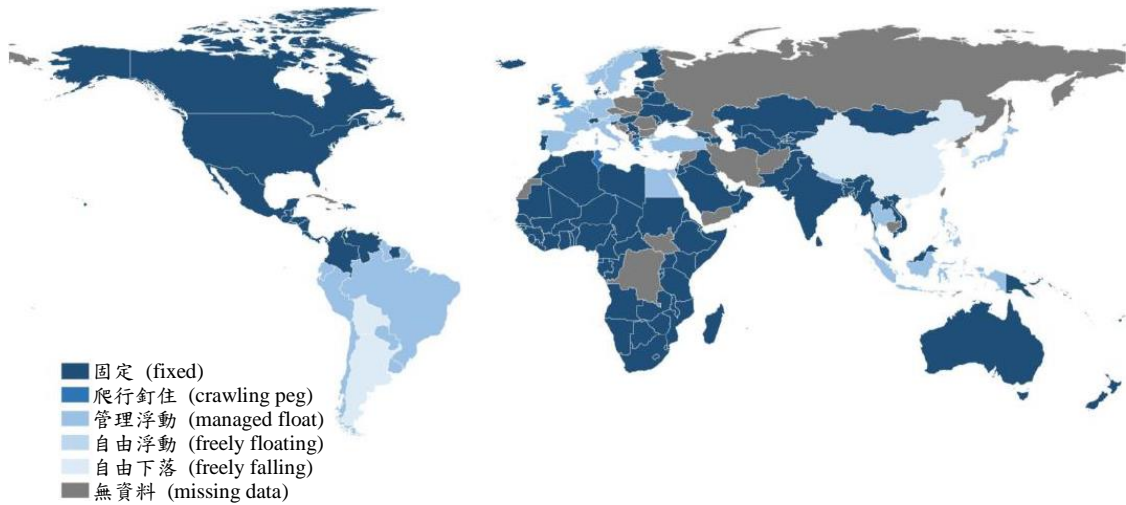 固定 (fixed)
爬行釘住 (crawling peg)
管理浮動 (managed float)
自由浮動 (freely floating)
自由下落 (freely falling)
無資料 (missing data)